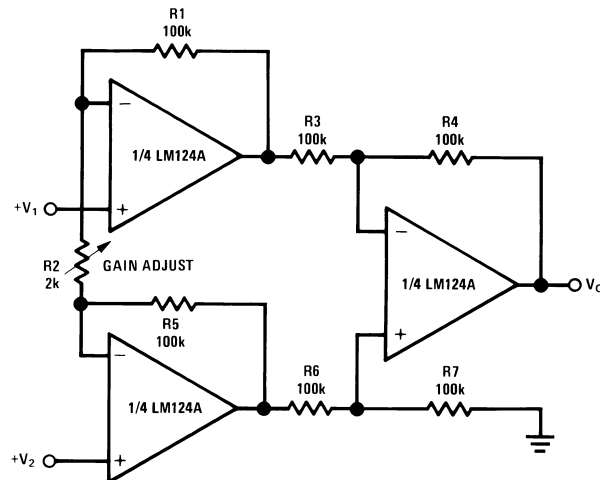 R1
100k
−
1/4 LM124A
+V1
+
R3
100k
R4
100k
R2
2k
GAIN ADJUST
−
1/4 LM124A
+
VO
R5
100k
−
1/4 LM124A
+
R6
100k
R7
100k
+V2